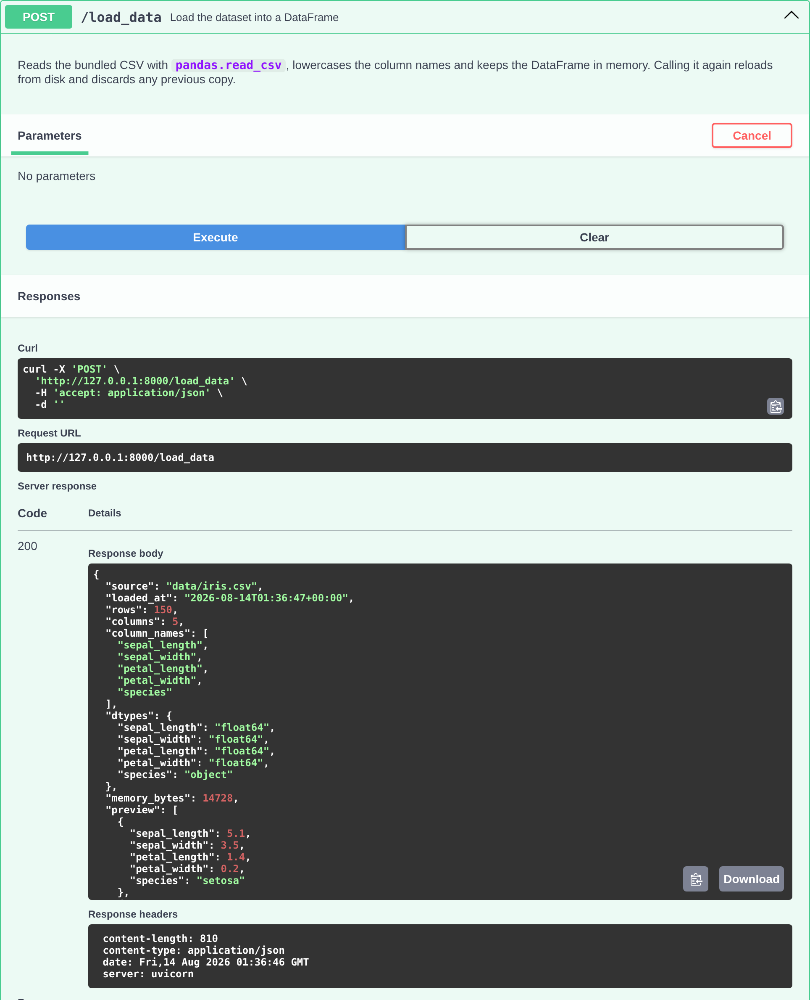 POST /load_data Load the dataset into a DataFrame
Reads the bundled CSV with pandas.read_csv, lowercases the column names and keeps the DataFrame in memory. Calling it again reloads
from disk and discards any previous copy.
Parameters
Cancel
No parameters
Execute
Clear
Responses
Curl
curl -X 'POST' \
  'http://127.0.0.1:8000/load_data' \
  -H 'accept: application/json' \
  -d ''
Request URL
http://127.0.0.1:8000/load_data
Server response
Code Details
200
Response body
{
  "source": "data/iris.csv",
  "loaded_at": "2026-08-14T01:36:47+00:00",
  "rows": 150,
  "columns": 5,
  "column_names": [
    "sepal_length",
    "sepal_width",
    "petal_length",
    "petal_width",
    "species"
  ],
  "dtypes": {
    "sepal_length": "float64",
    "sepal_width": "float64",
    "petal_length": "float64",
    "petal_width": "float64",
    "species": "object"
  },
  "memory_bytes": 14728,
  "preview": [
    {
      "sepal_length": 5.1,
      "sepal_width": 3.5,
      "petal_length": 1.4,
      "petal_width": 0.2,
      "species": "setosa"
    },
Download
Response headers
content-length: 810
content-type: application/json
date: Fri,14 Aug 2026 01:36:46 GMT
server: uvicorn